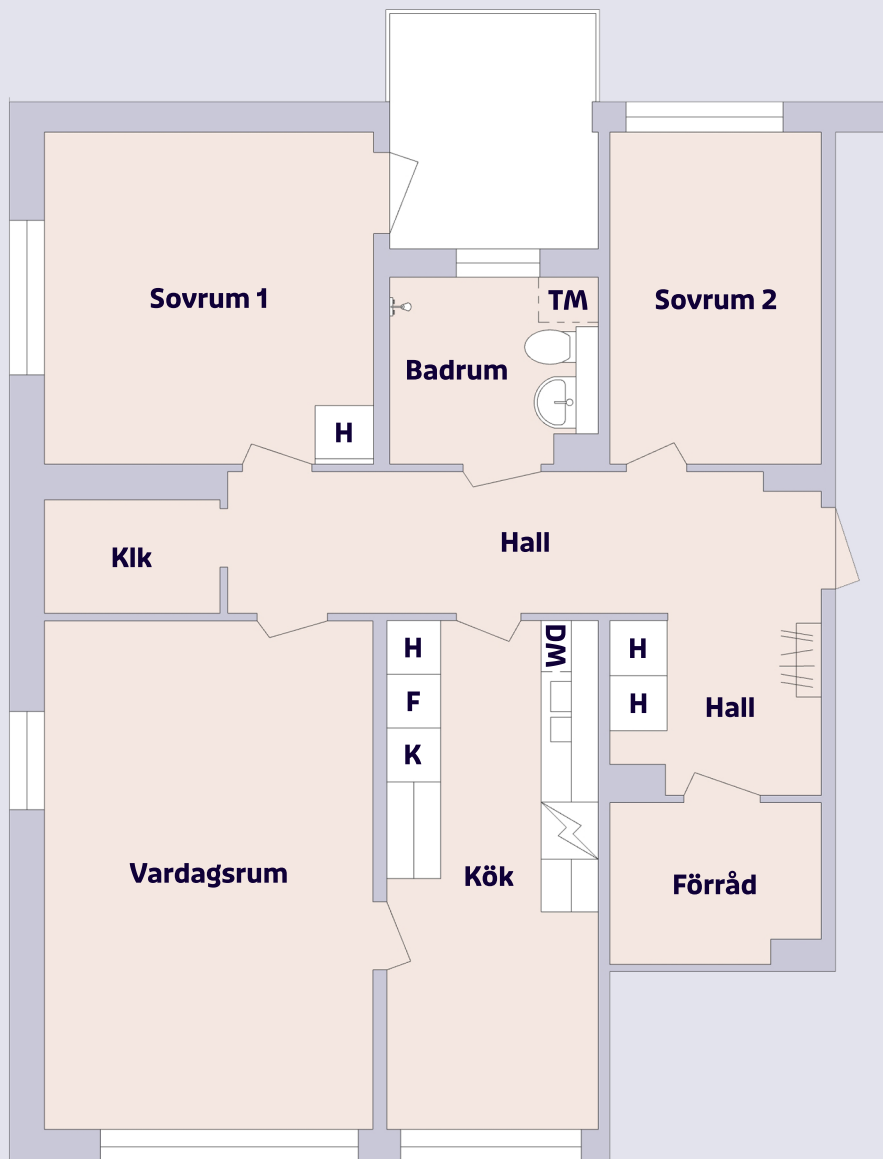 Sovrum 1
TM
Sovrum 2
Badrum
H
Hall
Klk
H
F
K
DM
H
H
Hall
Vardagsrum
Kök
Förråd